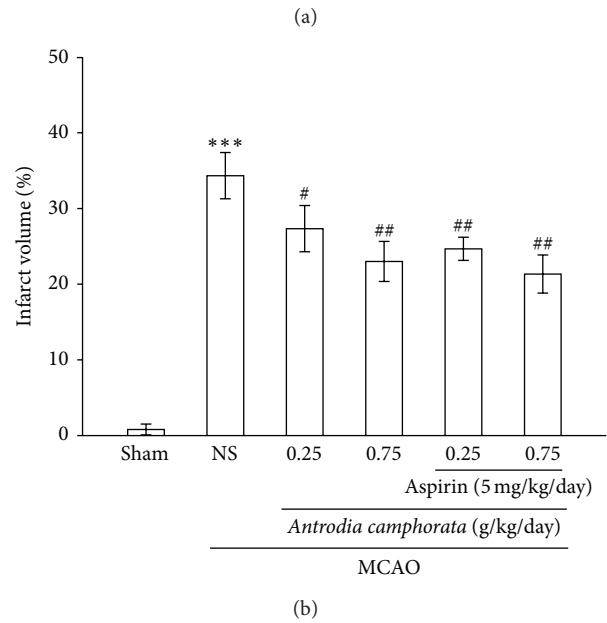 (a)
50
40
30
20
10
0
Infarct volume (%)
***
#
##
##
##
Sham NS 0.25 0.75 0.25 0.75
Aspirin (5 mg/kg/day)
Antrodia camphorata (g/kg/day)
MCAO
(b)